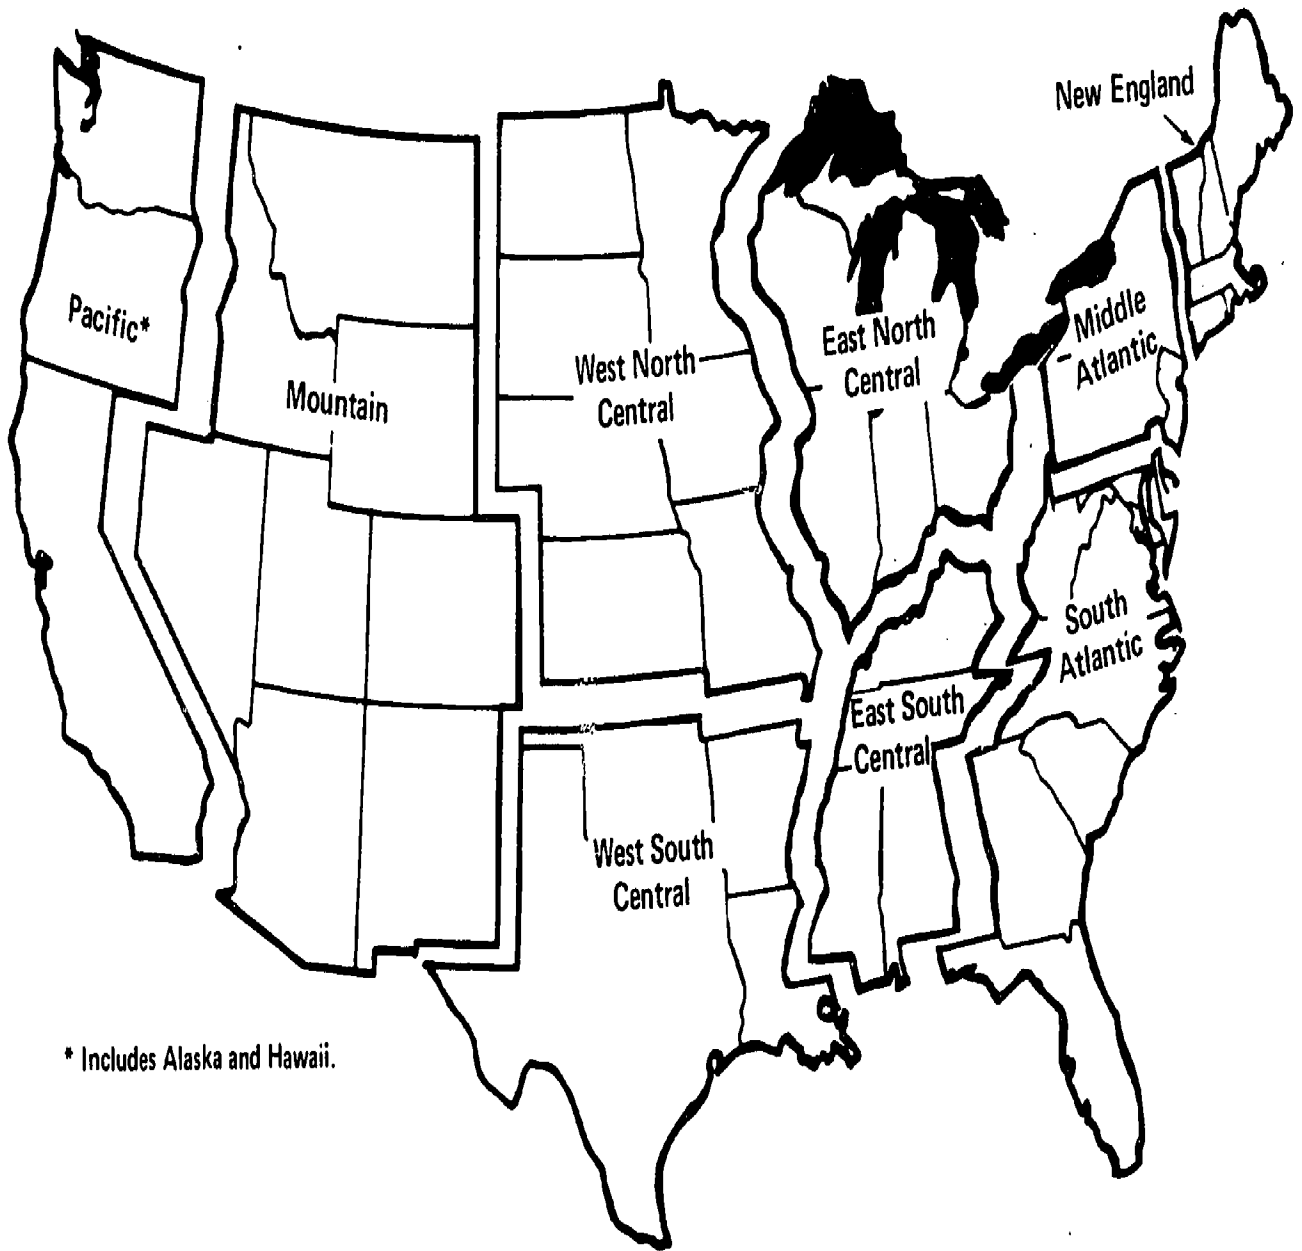 New England
Pacific*
Mountain
West North
Central
East North
Central
Middle
Atlantic
South
Atlantic
East South
Central
West South
Central
* Includes Alaska and Hawaii.